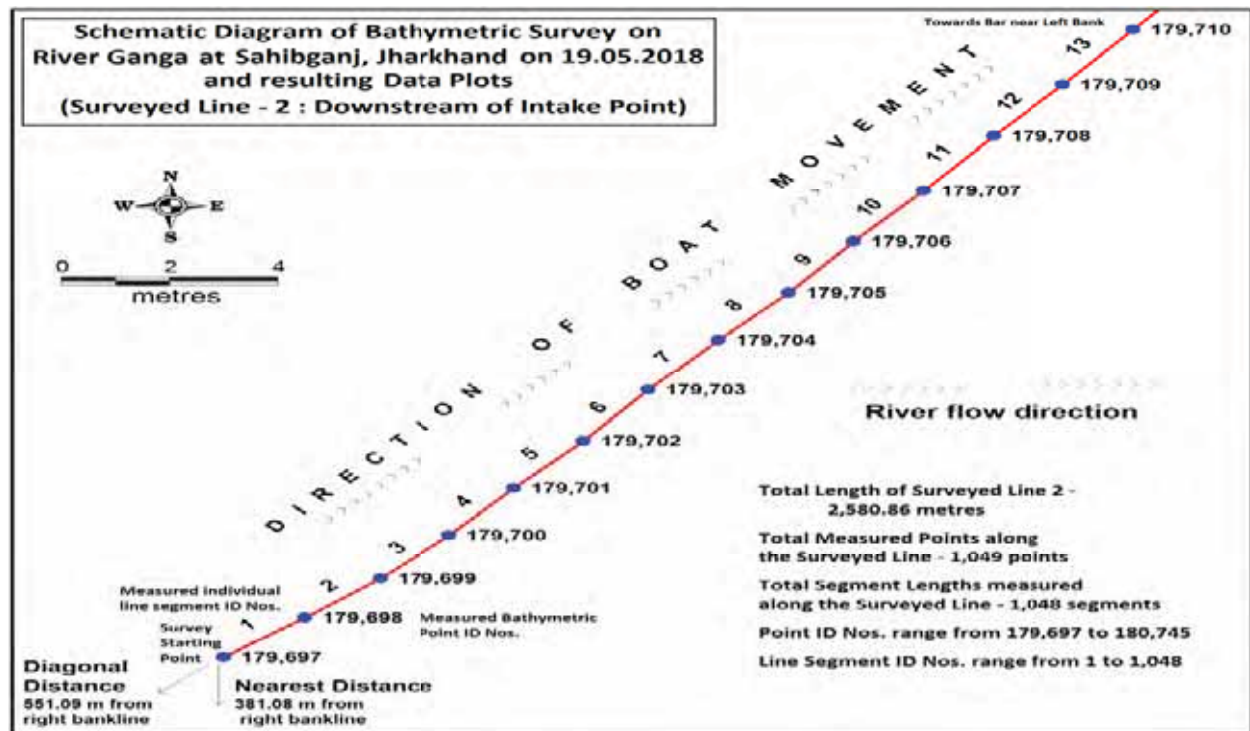 Schematic Diagram of Bathymetric Survey on
River Ganga at Sahibganj, Jharkhand on 19.05.2018
and resulting Data Plots
(Surveyed Line - 2 : Downstream of Intake Point)
Towards Bar near Left Bank
179,710
13
179,709
12
179,708
11
179,707
10
179,706
9
179,705
8
179,704
7
179,703
6
179,702
5
179,701
4
179,700
3
179,699
2
179,698
1
179,697
DIRECTION OF BOAT MOVEMENT
N
W E
S
0 2 4
metres
River flow direction
Total Length of Surveyed Line 2 -
2,580.86 metres
Total Measured Points along
the Surveyed Line - 1,049 points
Total Segment Lengths measured
along the Surveyed Line - 1,048 segments
Point ID Nos. range from 179,697 to 180,745
Line Segment ID Nos. range from 1 to 1,048
Measured individual
line segment ID Nos.
Measured Bathymetric
Point ID Nos.
Survey
Starting
Point
Diagonal
Distance
551.09 m from
right bankline
Nearest Distance
381.08 m from
right bankline